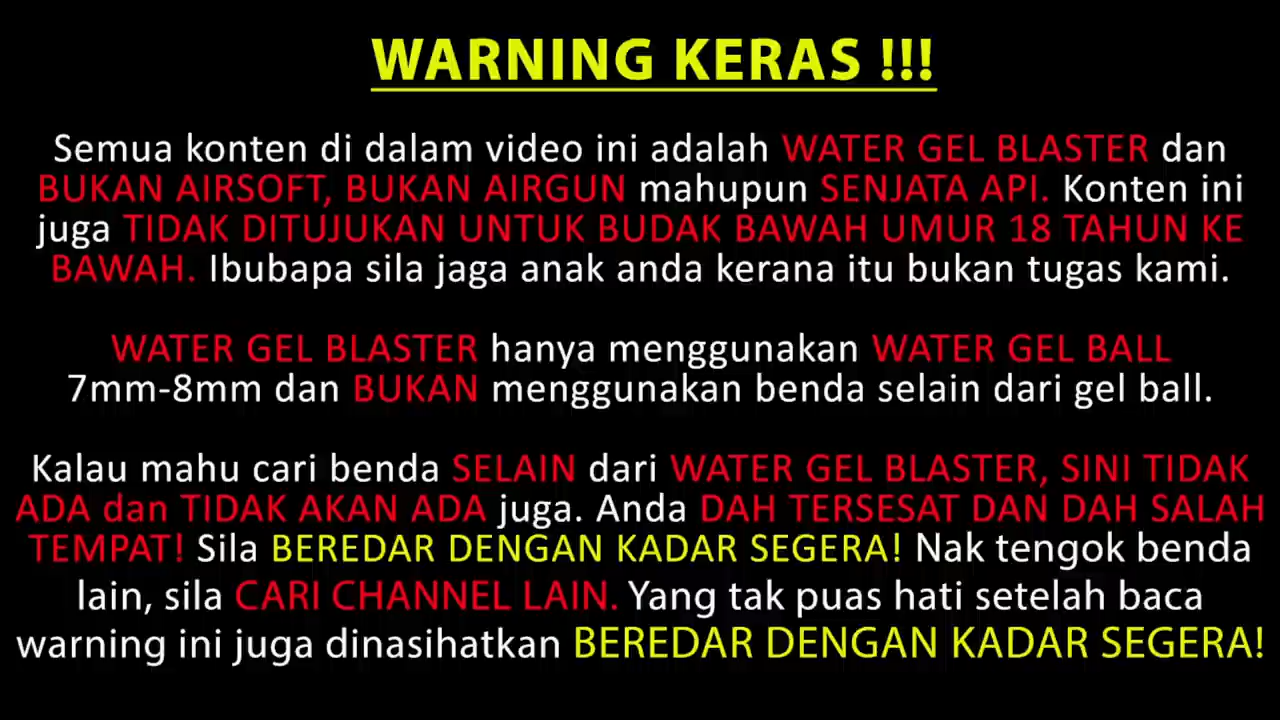 WARNING KERAS !!!
Semua konten di dalam video ini adalah WATER GEL BLASTER dan
BUKAN AIRSOFT, BUKAN AIRGUN mahupun SENJATA API. Konten ini
juga TIDAK DITUJUKAN UNTUK BUDAK BAWAH UMUR 18 TAHUN KE
BAWAH. Ibubapa sila jaga anak anda kerana itu bukan tugas kami.
WATER GEL BLASTER hanya menggunakan WATER GEL BALL
7mm-8mm dan BUKAN menggunakan benda selain dari gel ball.
Kalau mahu cari benda SELAIN dari WATER GEL BLASTER, SINI TIDAK
ADA dan TIDAK AKAN ADA juga. Anda DAH TERSESAT DAN DAH SALAH
TEMPAT! Sila BEREDAR DENGAN KADAR SEGERA! Nak tengok benda
lain, sila CARI CHANNEL LAIN. Yang tak puas hati setelah baca
warning ini juga dinasihatkan BEREDAR DENGAN KADAR SEGERA!